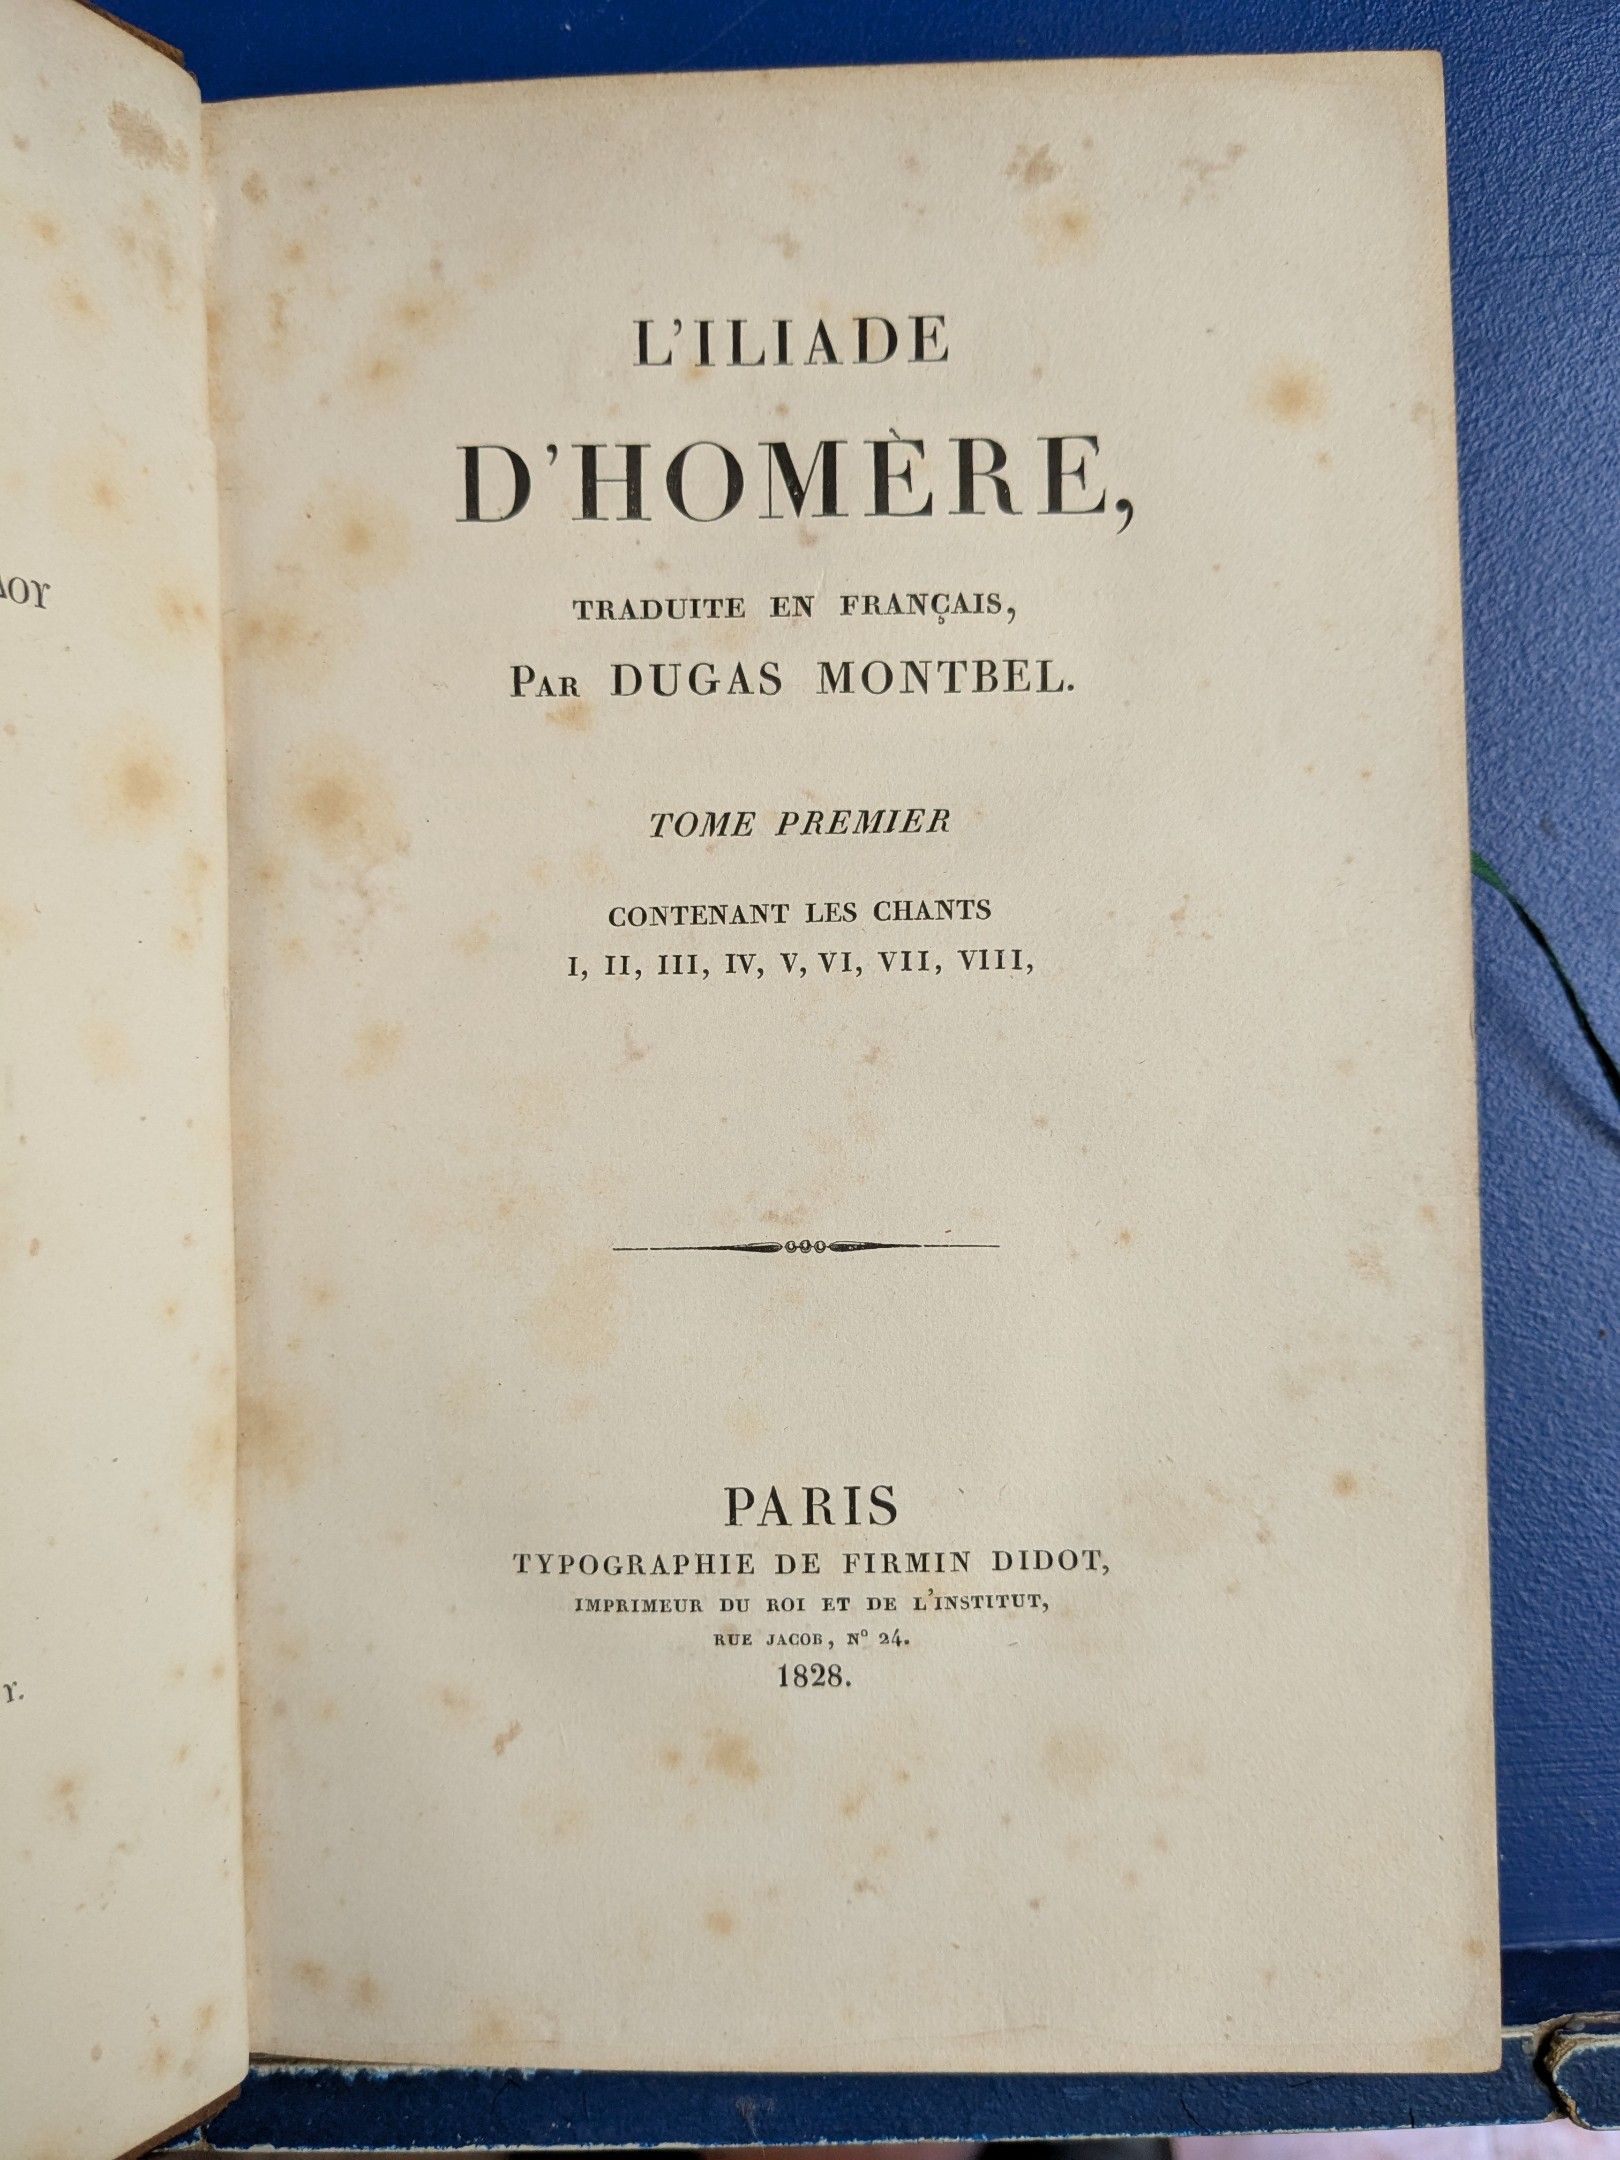 L'ILIADE
D'HOMÈRE,
TRADUITE EN FRANÇAIS,
PAR DUGAS MONTBEL.
TOME PREMIER
CONTENANT LES CHANTS
I, II, III, IV, V, VI, VII, VIII,
PARIS
TYPOGRAPHIE DE FIRMIN DIDOT,
IMPRIMEUR DU ROI ET DE L'INSTITUT,
RUE JACOB, N° 24.
1828.